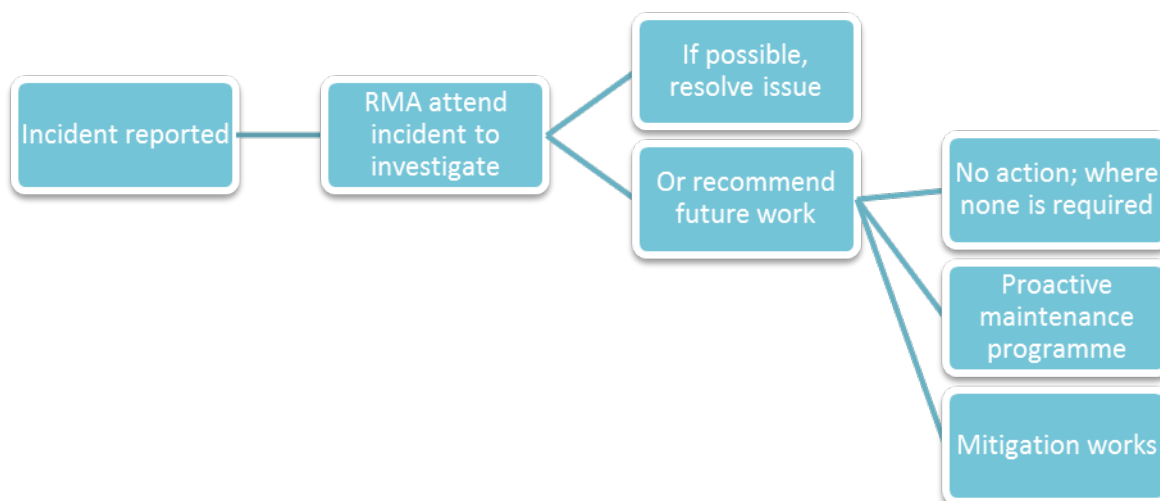 Incident reported
RMA attend
incident to
investigate
If possible,
resolve issue
Or recommend
future work
No action; where
none is required
Proactive
maintenance
programme
Mitigation works